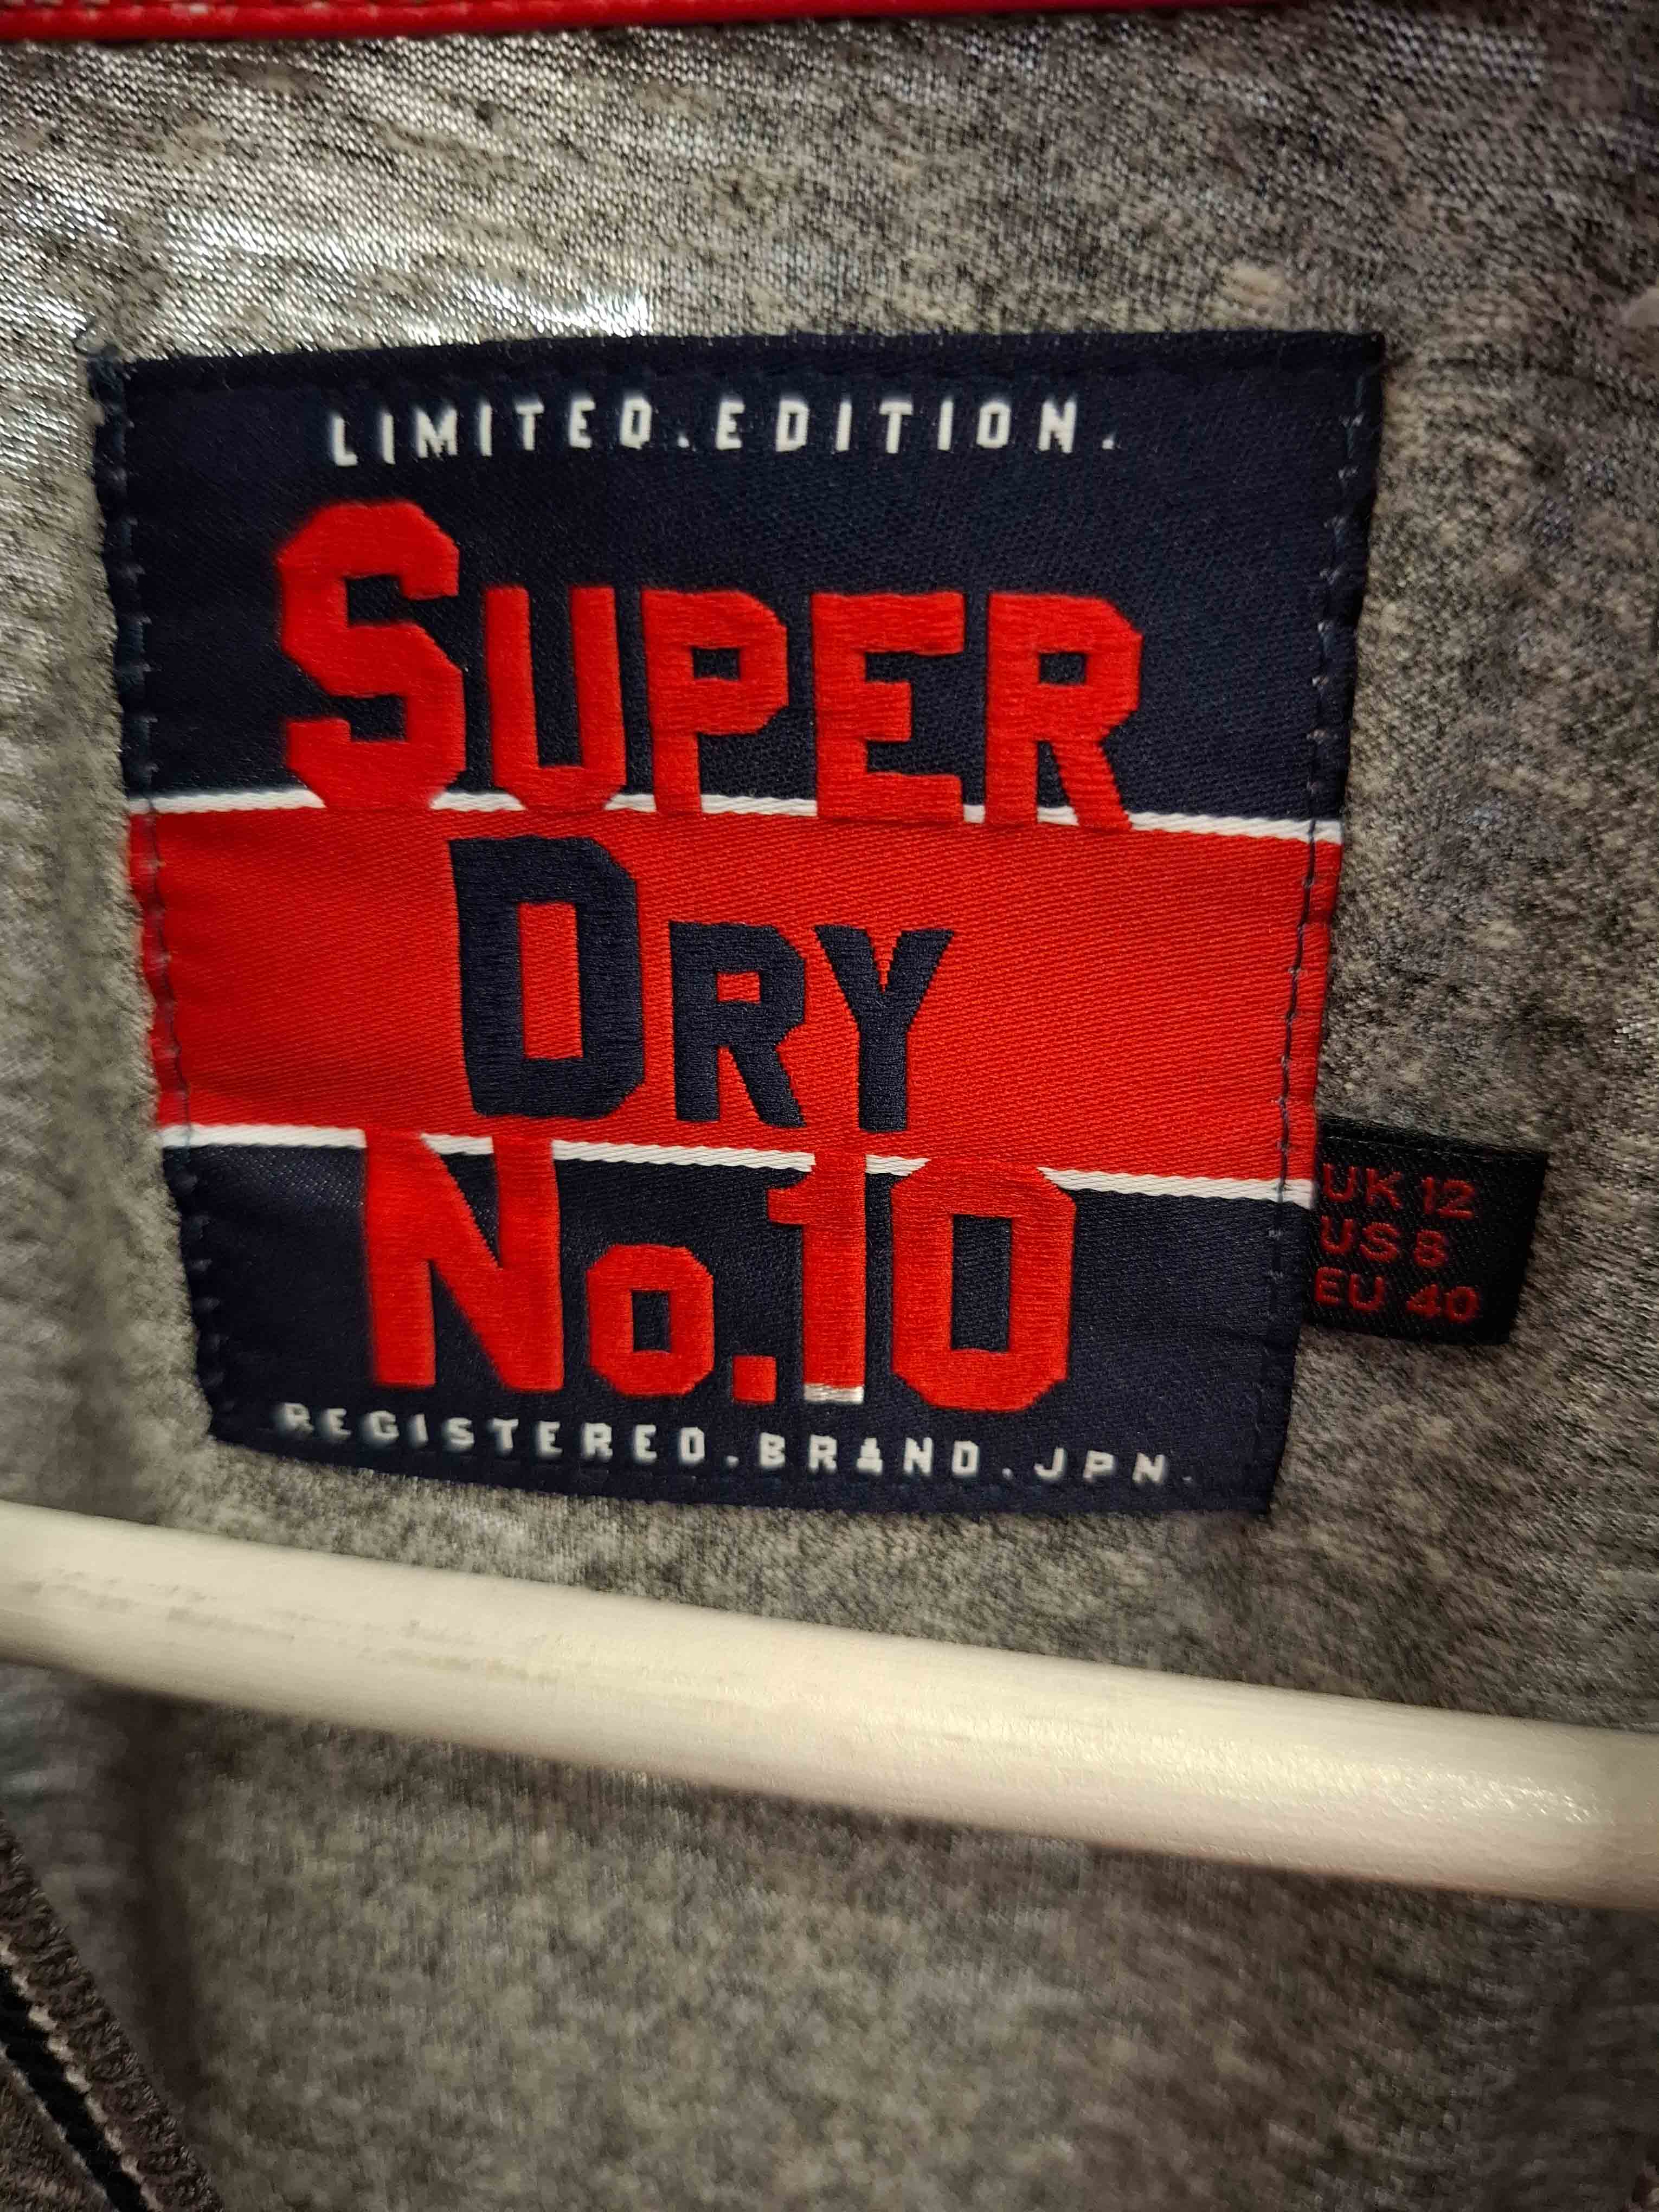 LIMITED.EDITION.
SUPER
DRY
No.10
REGISTERED.BRAND.JPN.
UK 12
US 8
EU 40